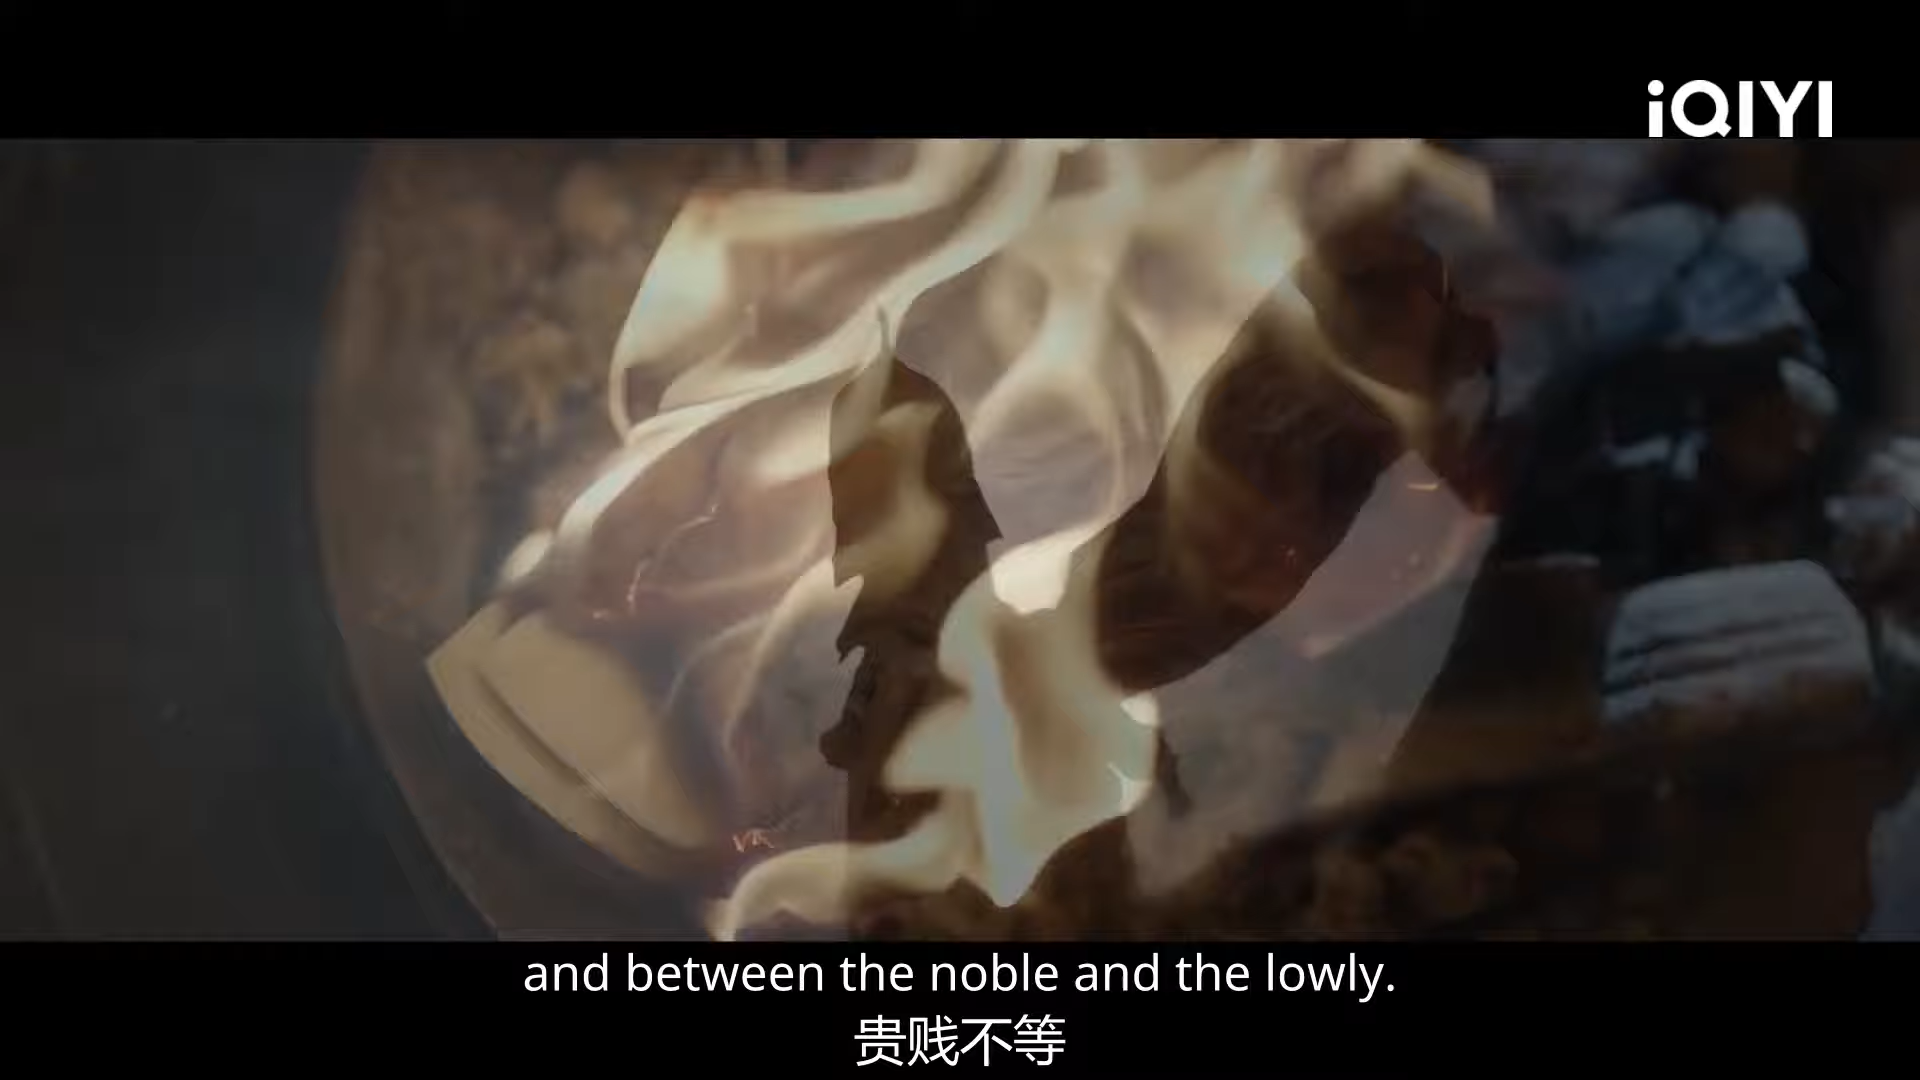 iQIYI
and between the noble and the lowly.
贵贱不等